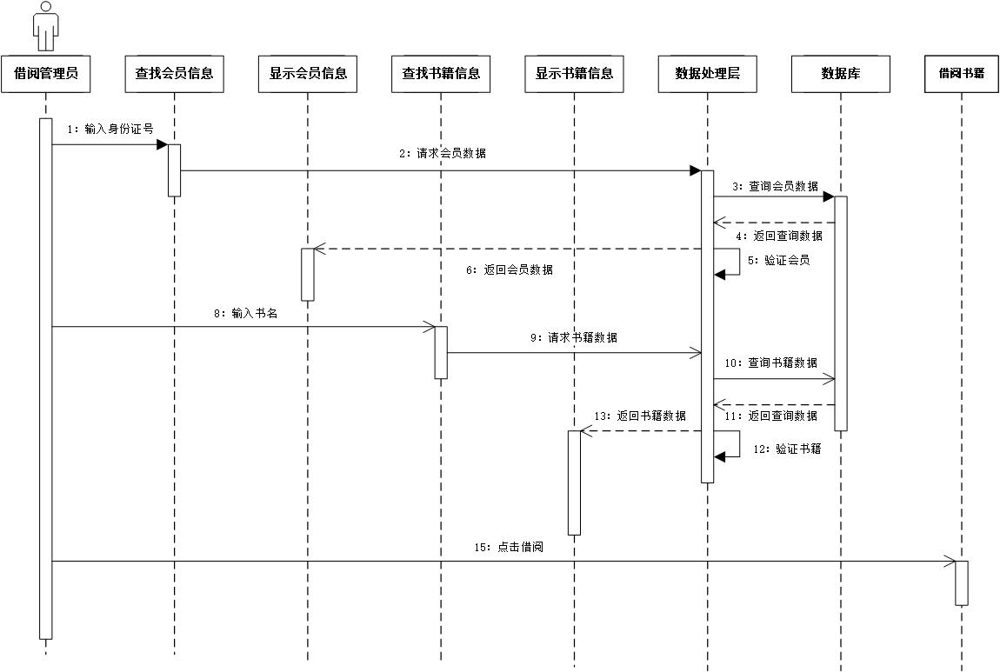 借阅管理员
查找会员信息
显示会员信息
查找书籍信息
显示书籍信息
数据处理层
数据库
借阅书籍
1: 输入身份证号
2: 请求会员数据
3: 查询会员数据
4: 返回查询数据
5: 验证会员
6: 返回会员数据
8: 输入书名
9: 请求书籍数据
10: 查询书籍数据
11: 返回查询数据
13: 返回书籍数据
12: 验证书籍
15: 点击借阅